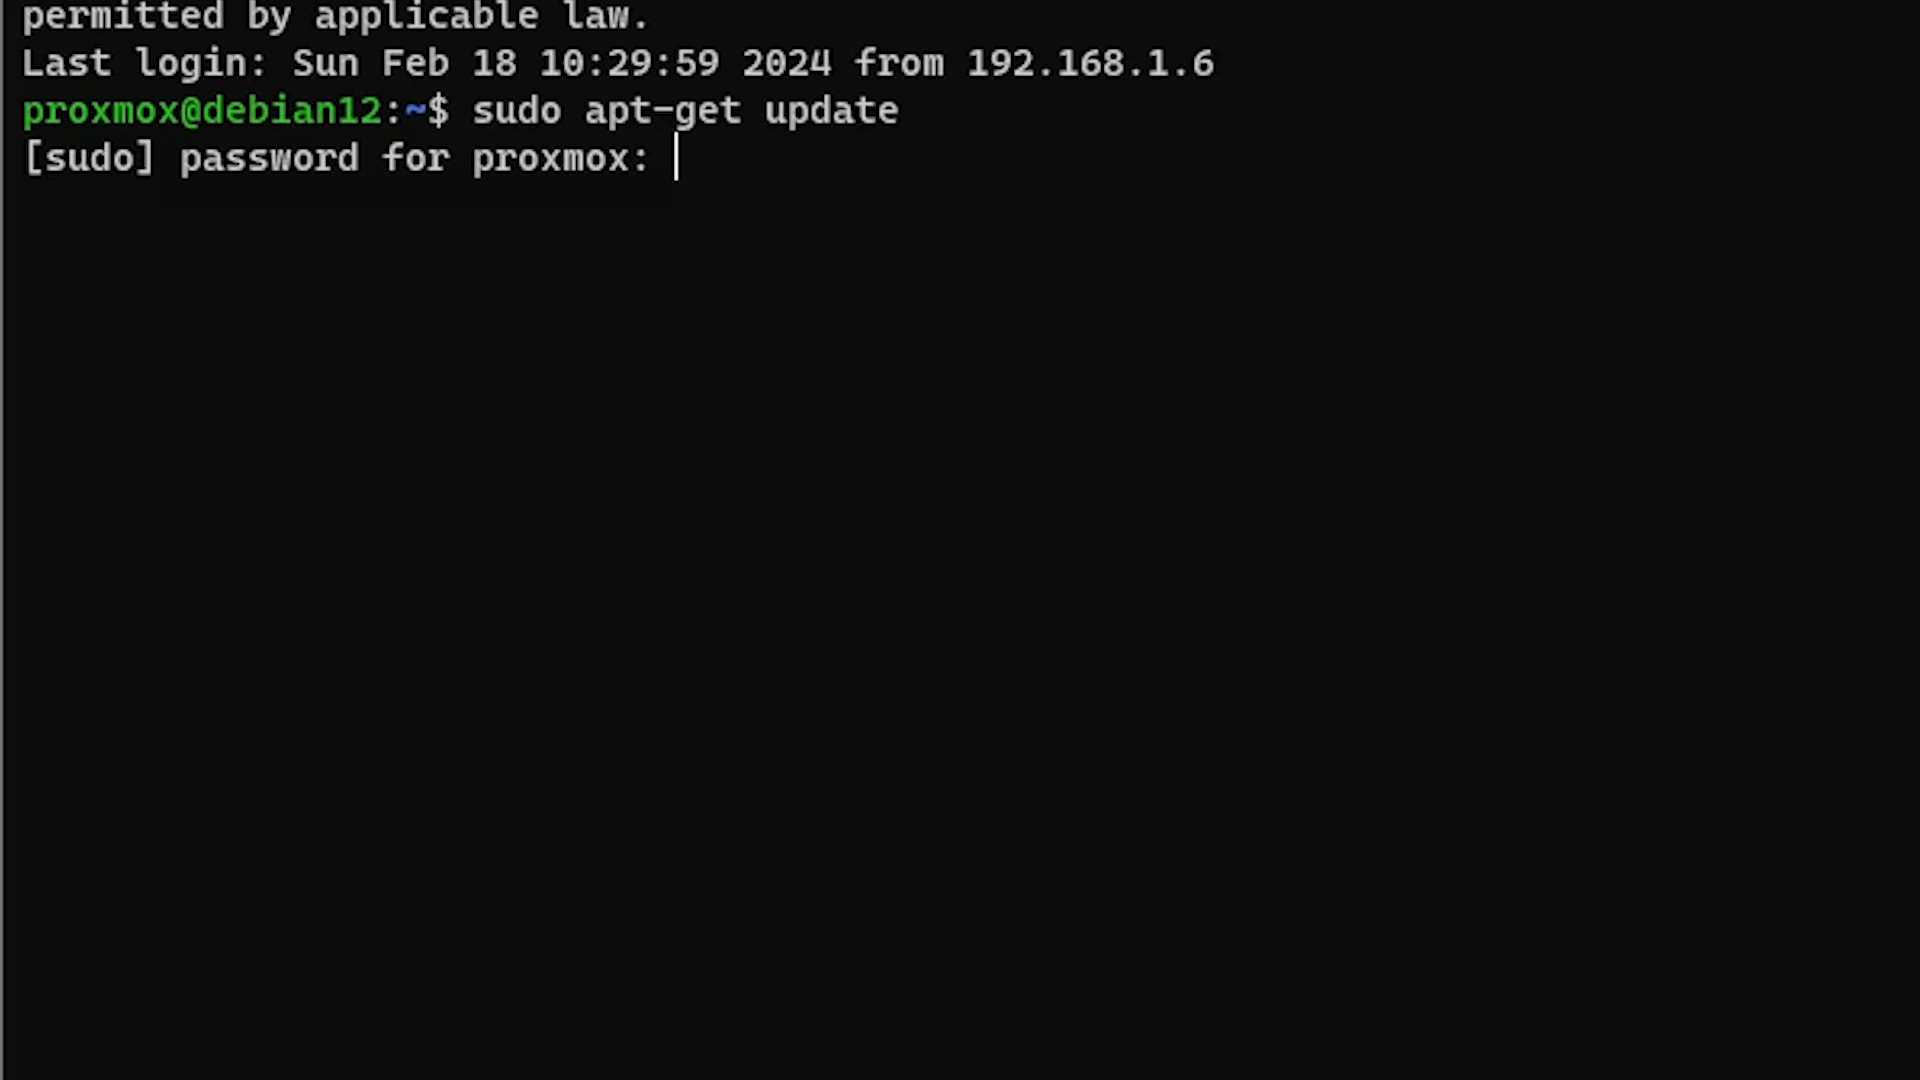 permitted by applicable law.
Last login: Sun Feb 18 10:29:59 2024 from 192.168.1.6
proxmox@debian12:~$ sudo apt-get update
[sudo] password for proxmox: